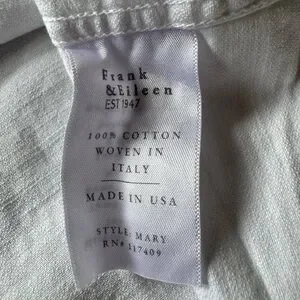 Frank
&Eileen
EST 1947
100% COTTON
WOVEN IN
ITALY
MADE IN USA
STYLE: MARY
RN# 117409